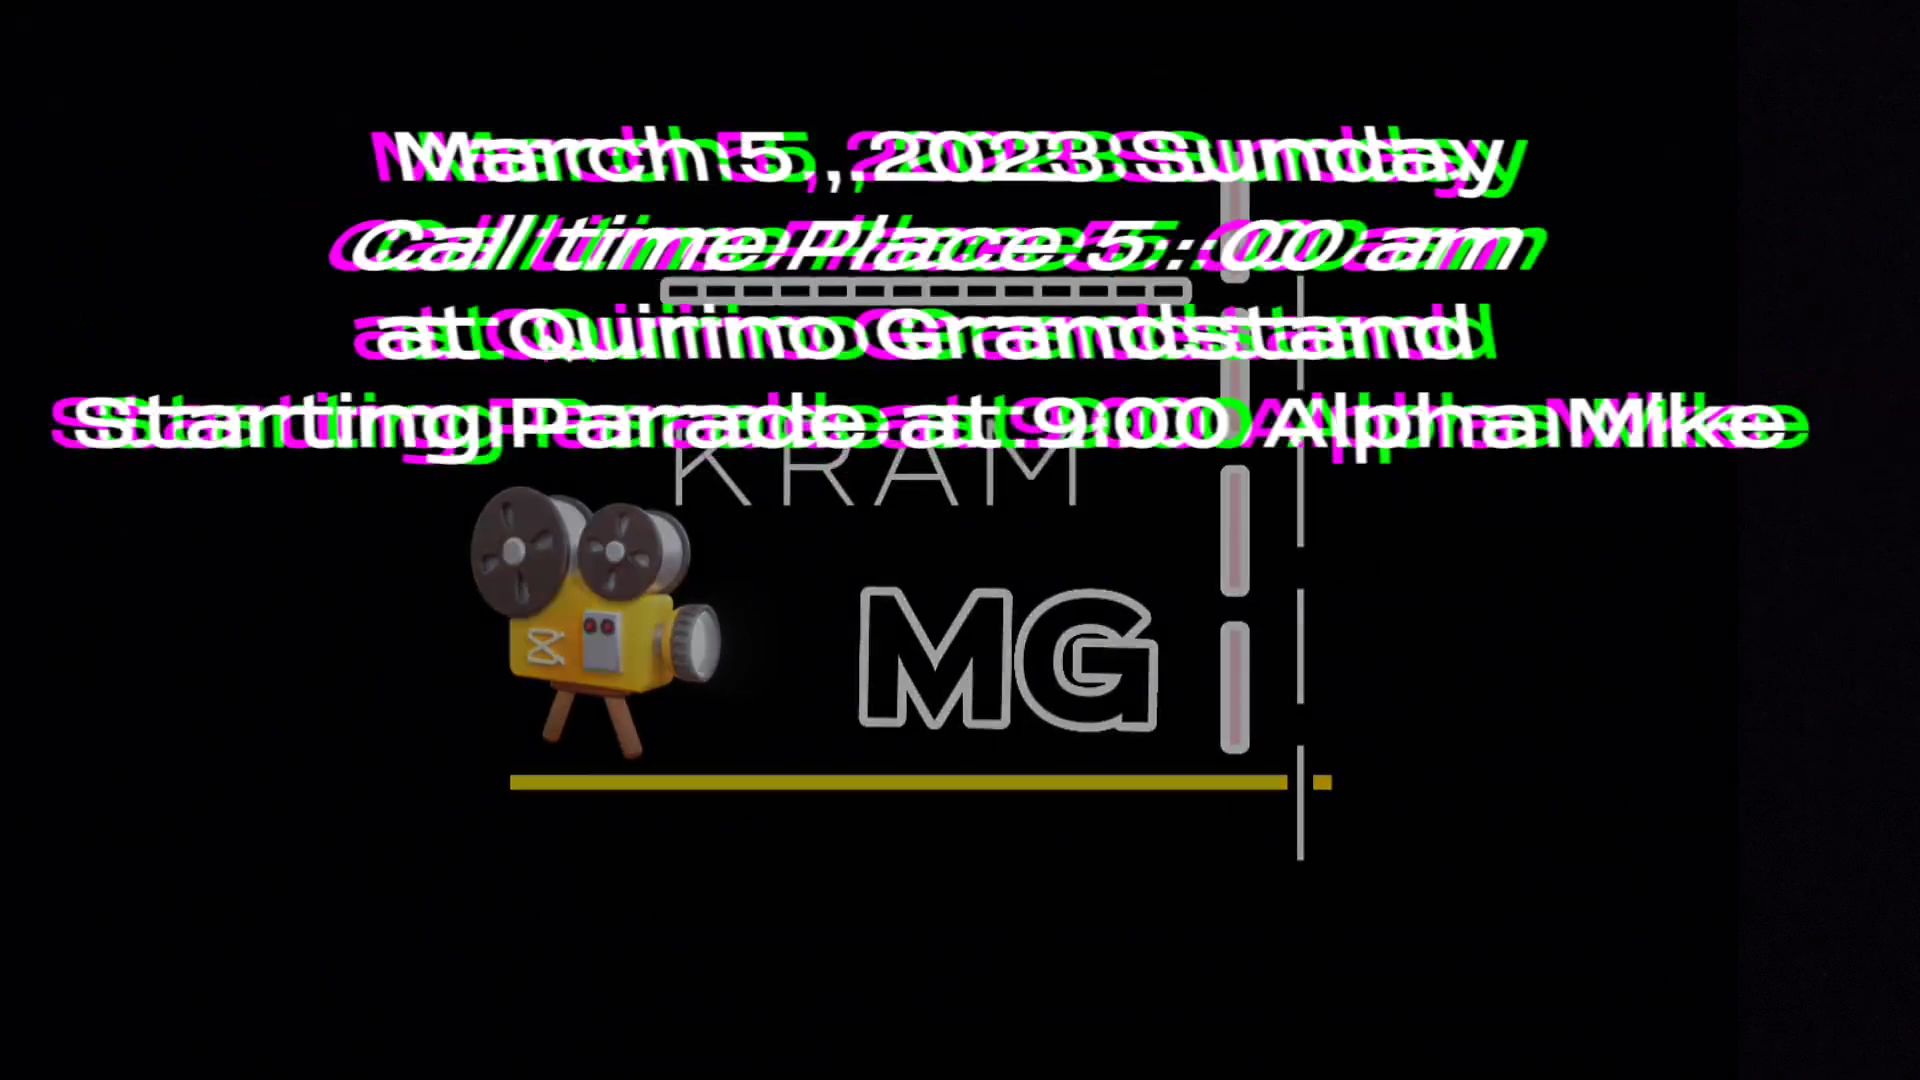 March 5 , 2023 Sunday
Call time Place 5 : 00 am
at Quirino Grandstand
Starting Parade at 9:00 Alpha Mike
KRAM
MG